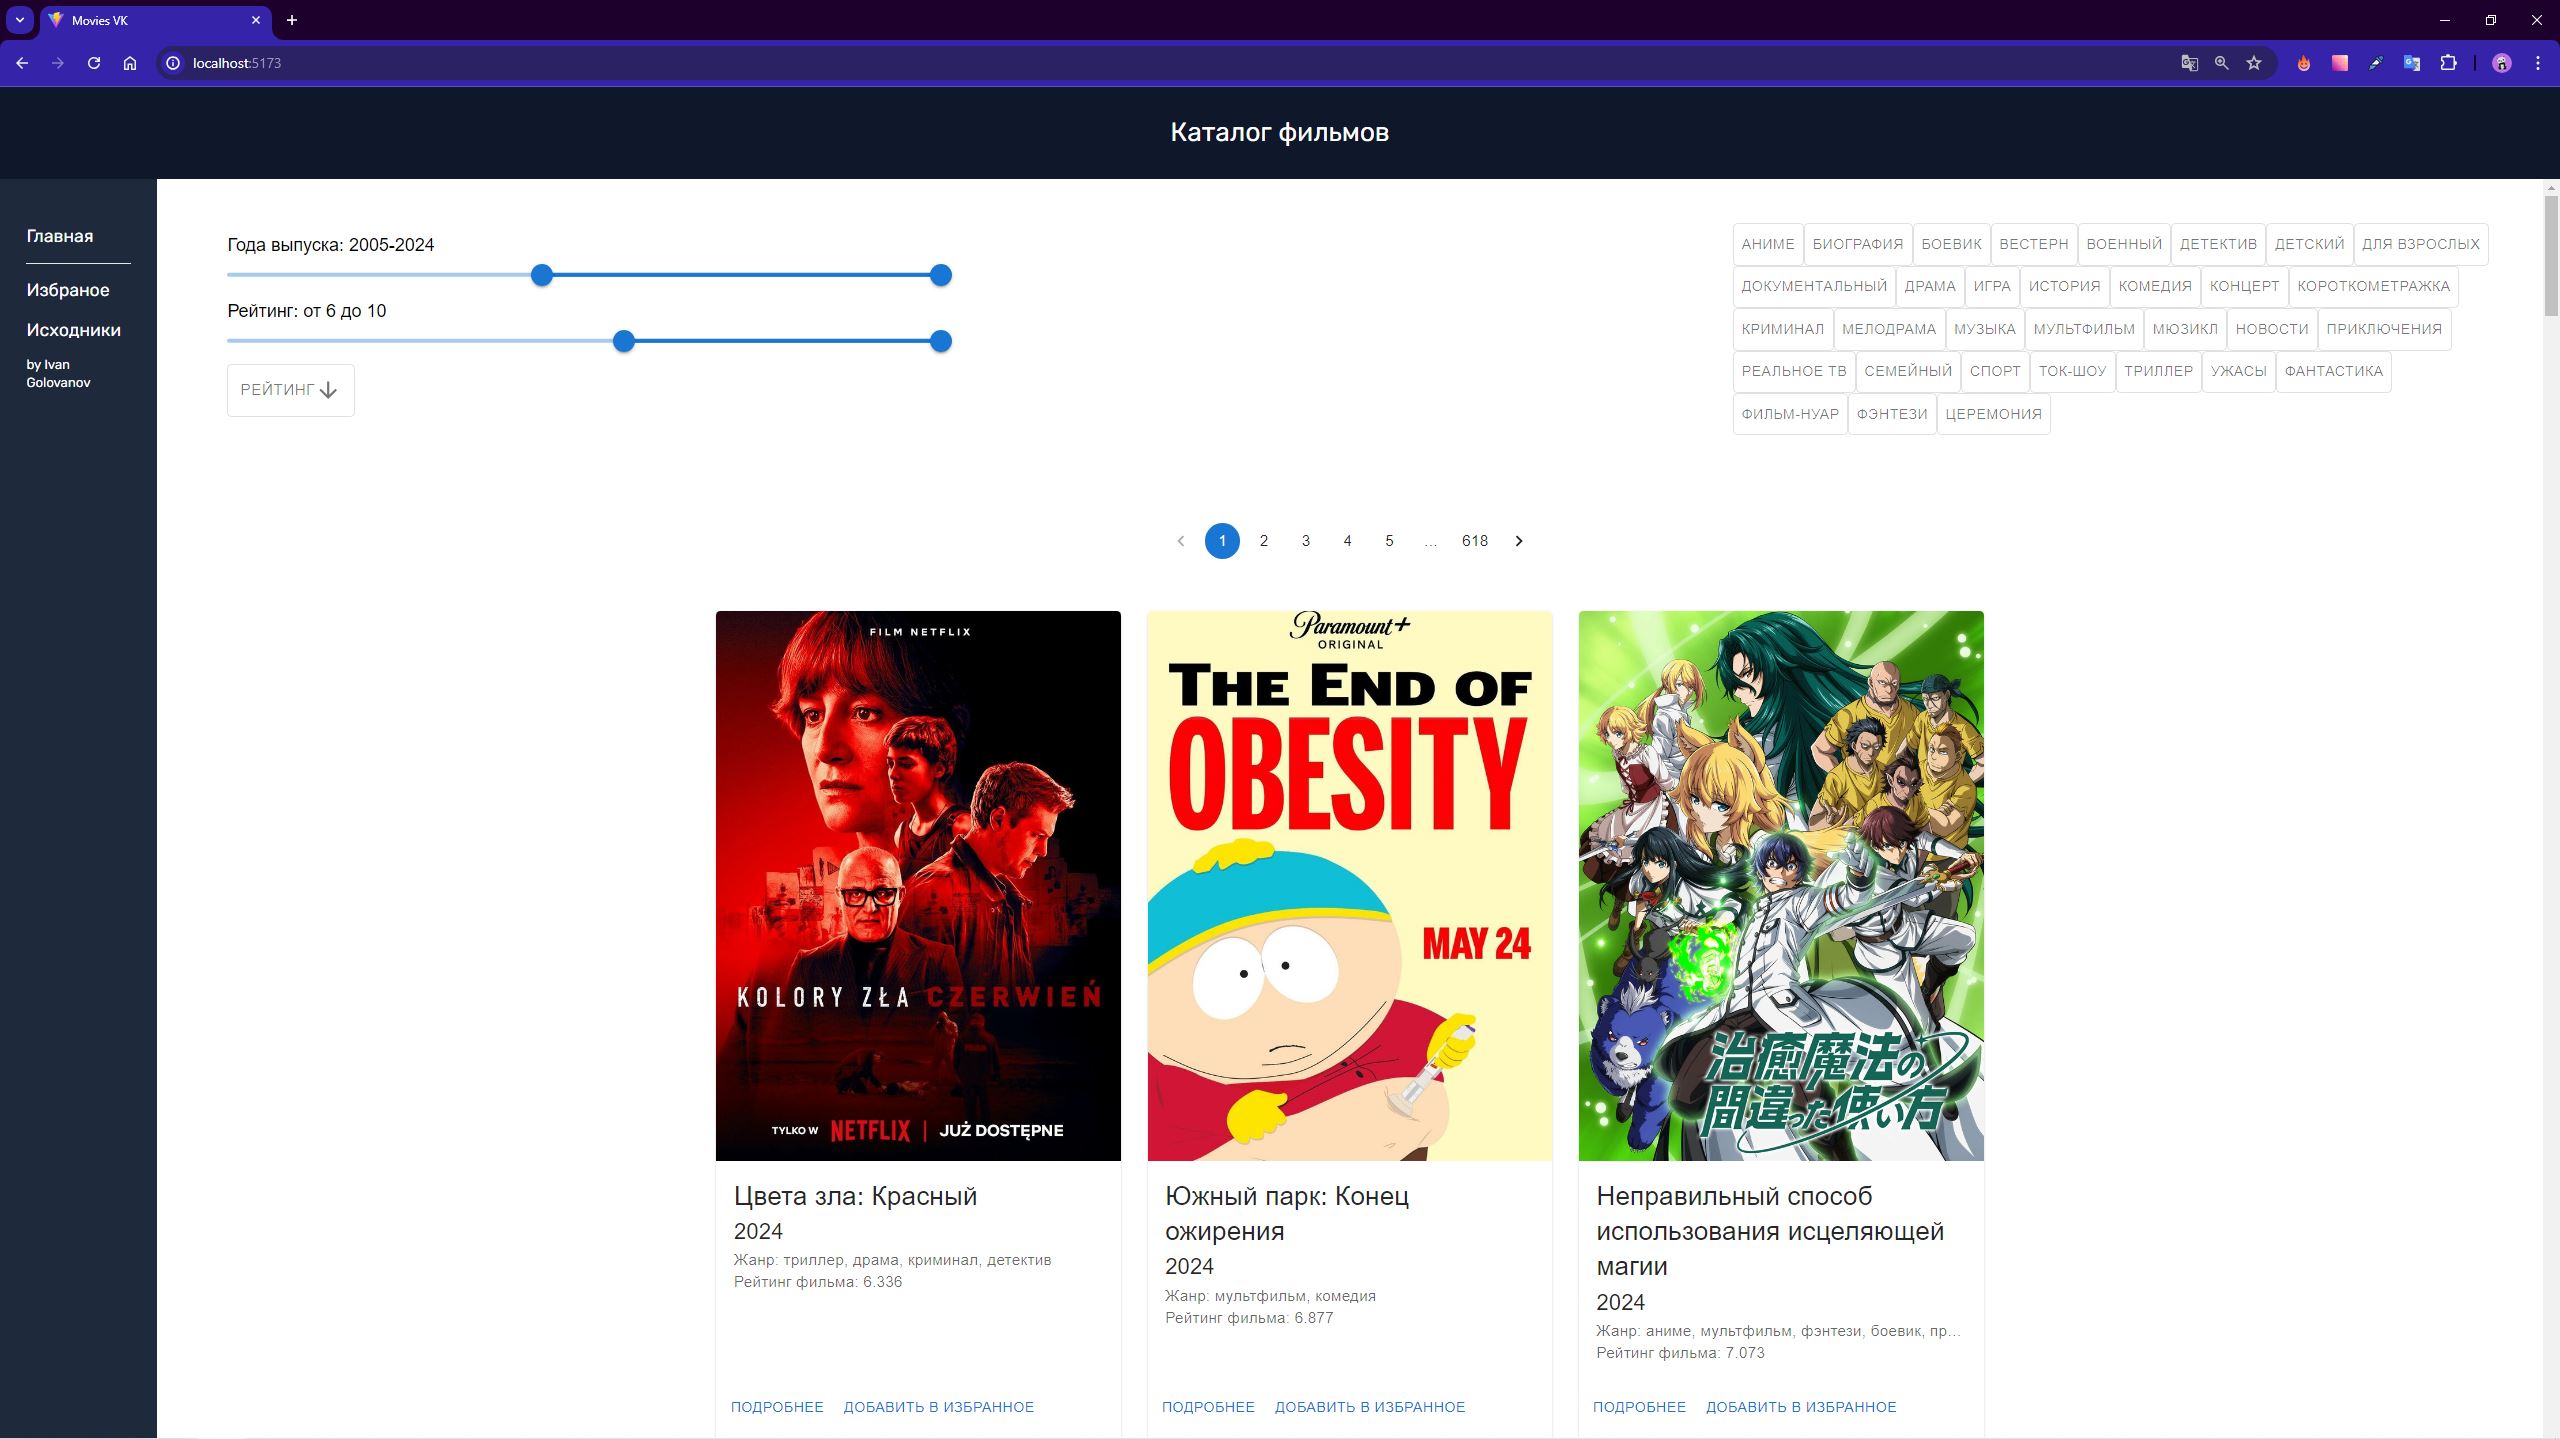 Movies VK
localhost:5173
Каталог фильмов
Главная
Избраное
Исходники
by Ivan
Golovanov
Года выпуска: 2005-2024
Рейтинг: от 6 до 10
РЕЙТИНГ
АНИМЕ БИОГРАФИЯ БОЕВИК ВЕСТЕРН ВОЕННЫЙ ДЕТЕКТИВ ДЕТСКИЙ ДЛЯ ВЗРОСЛЫХ
ДОКУМЕНТАЛЬНЫЙ ДРАМА ИГРА ИСТОРИЯ КОМЕДИЯ КОНЦЕРТ КОРОТКОМЕТРАЖКА
КРИМИНАЛ МЕЛОДРАМА МУЗЫКА МУЛЬТФИЛЬМ МЮЗИКЛ НОВОСТИ ПРИКЛЮЧЕНИЯ
РЕАЛЬНОЕ ТВ СЕМЕЙНЫЙ СПОРТ ТОК-ШОУ ТРИЛЛЕР УЖАСЫ ФАНТАСТИКА
ФИЛЬМ-НУАР ФЭНТЕЗИ ЦЕРЕМОНИЯ
1 2 3 4 5 ... 618
FILM NETFLIX
KOLORY ZŁA CZERWIEŃ
TYLKO W NETFLIX | JUŻ DOSTĘPNE
Цвета зла: Красный
2024
Жанр: триллер, драма, криминал, детектив
Рейтинг фильма: 6.336
ПОДРОБНЕЕ ДОБАВИТЬ В ИЗБРАННОЕ
Paramount+
ORIGINAL
THE END OF
OBESITY
MAY 24
Южный парк: Конец
ожирения
2024
Жанр: мультфильм, комедия
Рейтинг фильма: 6.877
ПОДРОБНЕЕ ДОБАВИТЬ В ИЗБРАННОЕ
治癒魔法の
間違った使い方
Неправильный способ
использования исцеляющей
магии
2024
Жанр: аниме, мультфильм, фэнтези, боевик, пр...
Рейтинг фильма: 7.073
ПОДРОБНЕЕ ДОБАВИТЬ В ИЗБРАННОЕ